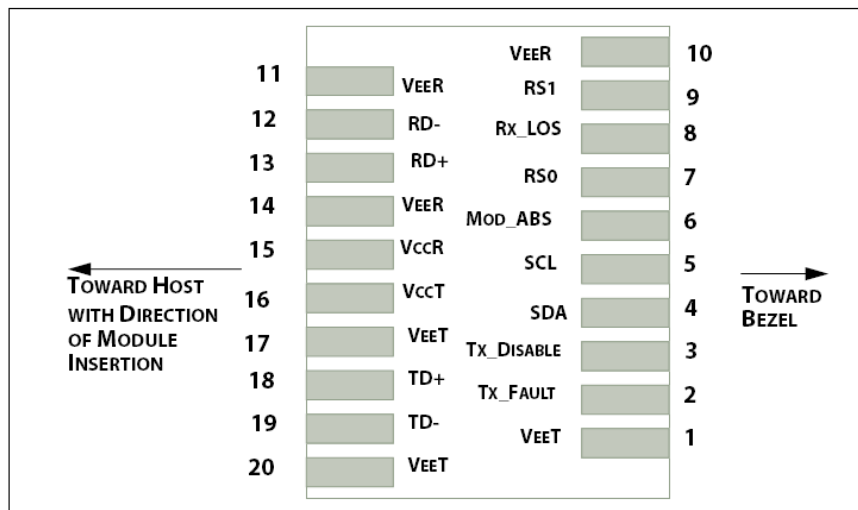 VEER 10
11 VEER
RS1 9
12 RD-
RX_LOS 8
13 RD+
RS0 7
14 VEER
MOD_ABS 6
15 VCCR
SCL 5
TOWARD HOST
WITH DIRECTION
OF MODULE
INSERTION
TOWARD
BEZEL
16 VCCT
SDA 4
17 VEET
TX_DISABLE 3
18 TD+
TX_FAULT 2
19 TD-
VEET 1
20 VEET